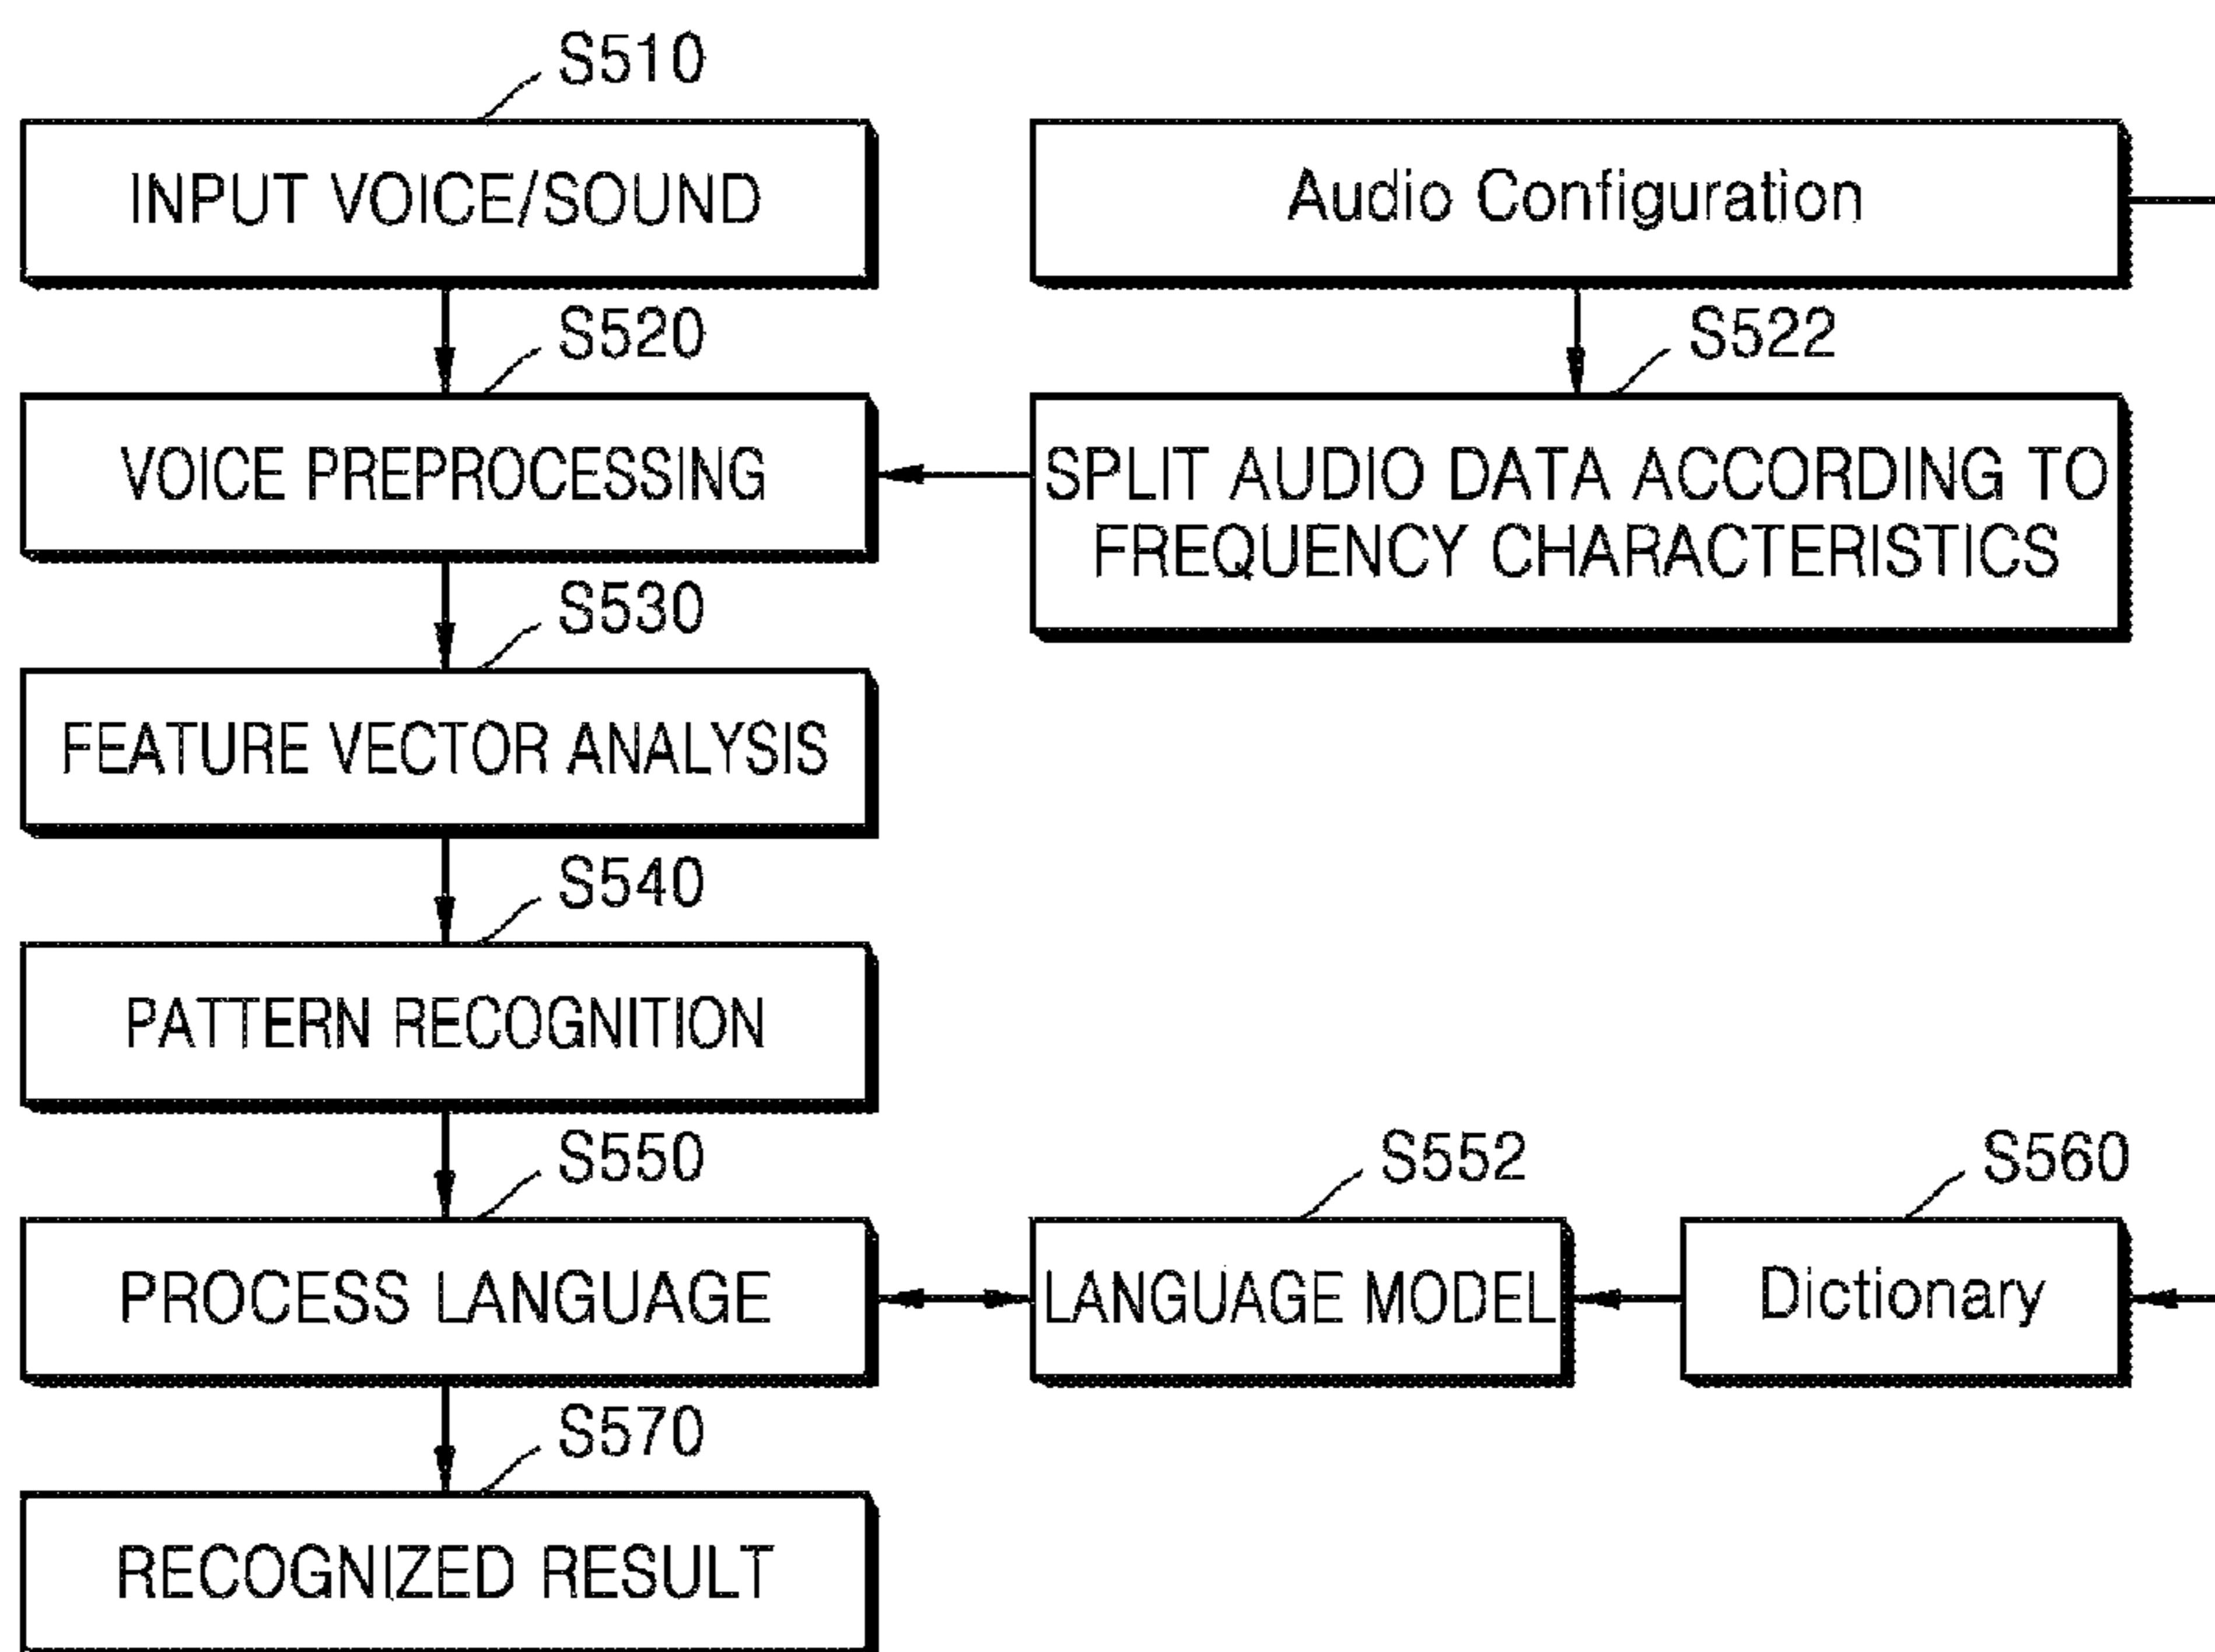 S510
INPUT VOICE/SOUND
Audio Configuration
S520
S522
VOICE PREPROCESSING
SPLIT AUDIO DATA ACCORDING TO
FREQUENCY CHARACTERISTICS
S530
FEATURE VECTOR ANALYSIS
S540
PATTERN RECOGNITION
S550
S552
S560
PROCESS LANGUAGE
LANGUAGE MODEL
Dictionary
S570
RECOGNIZED RESULT